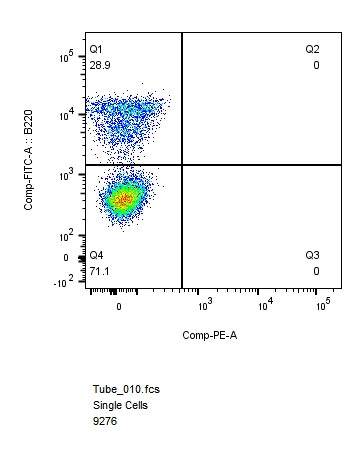 Q1
28.9
Q2
0
10^5
10^4
10^3
10^2
0
-10^2
Comp-FITC-A :: B220
Q4
71.1
Q3
0
0
10^3
10^4
10^5
Comp-PE-A
Tube_010.fcs
Single Cells
9276